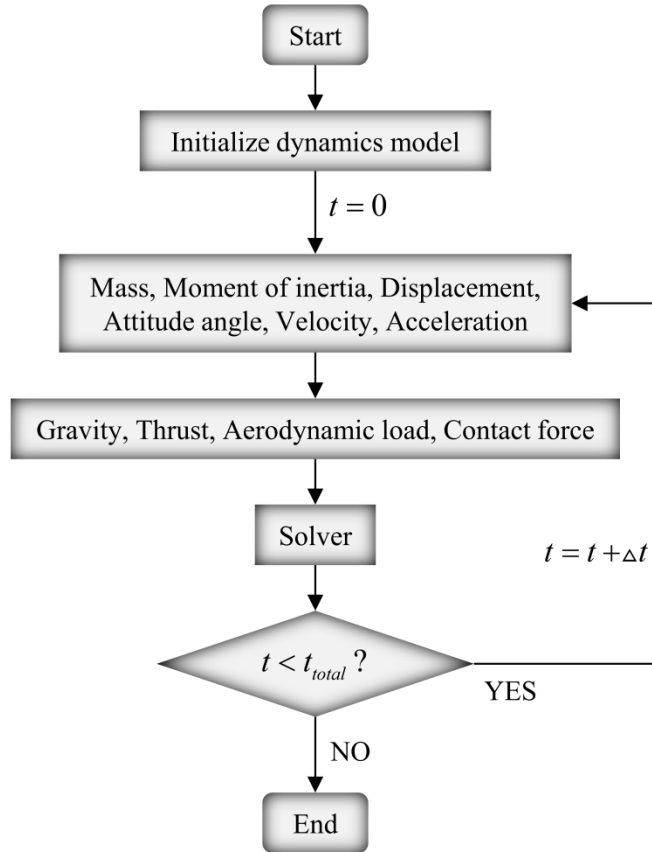 Start
Initialize dynamics model
t = 0
Mass, Moment of inertia, Displacement,
Attitude angle, Velocity, Acceleration
Gravity, Thrust, Aerodynamic load, Contact force
Solver
t = t + △t
t < t_total ?
YES
NO
End